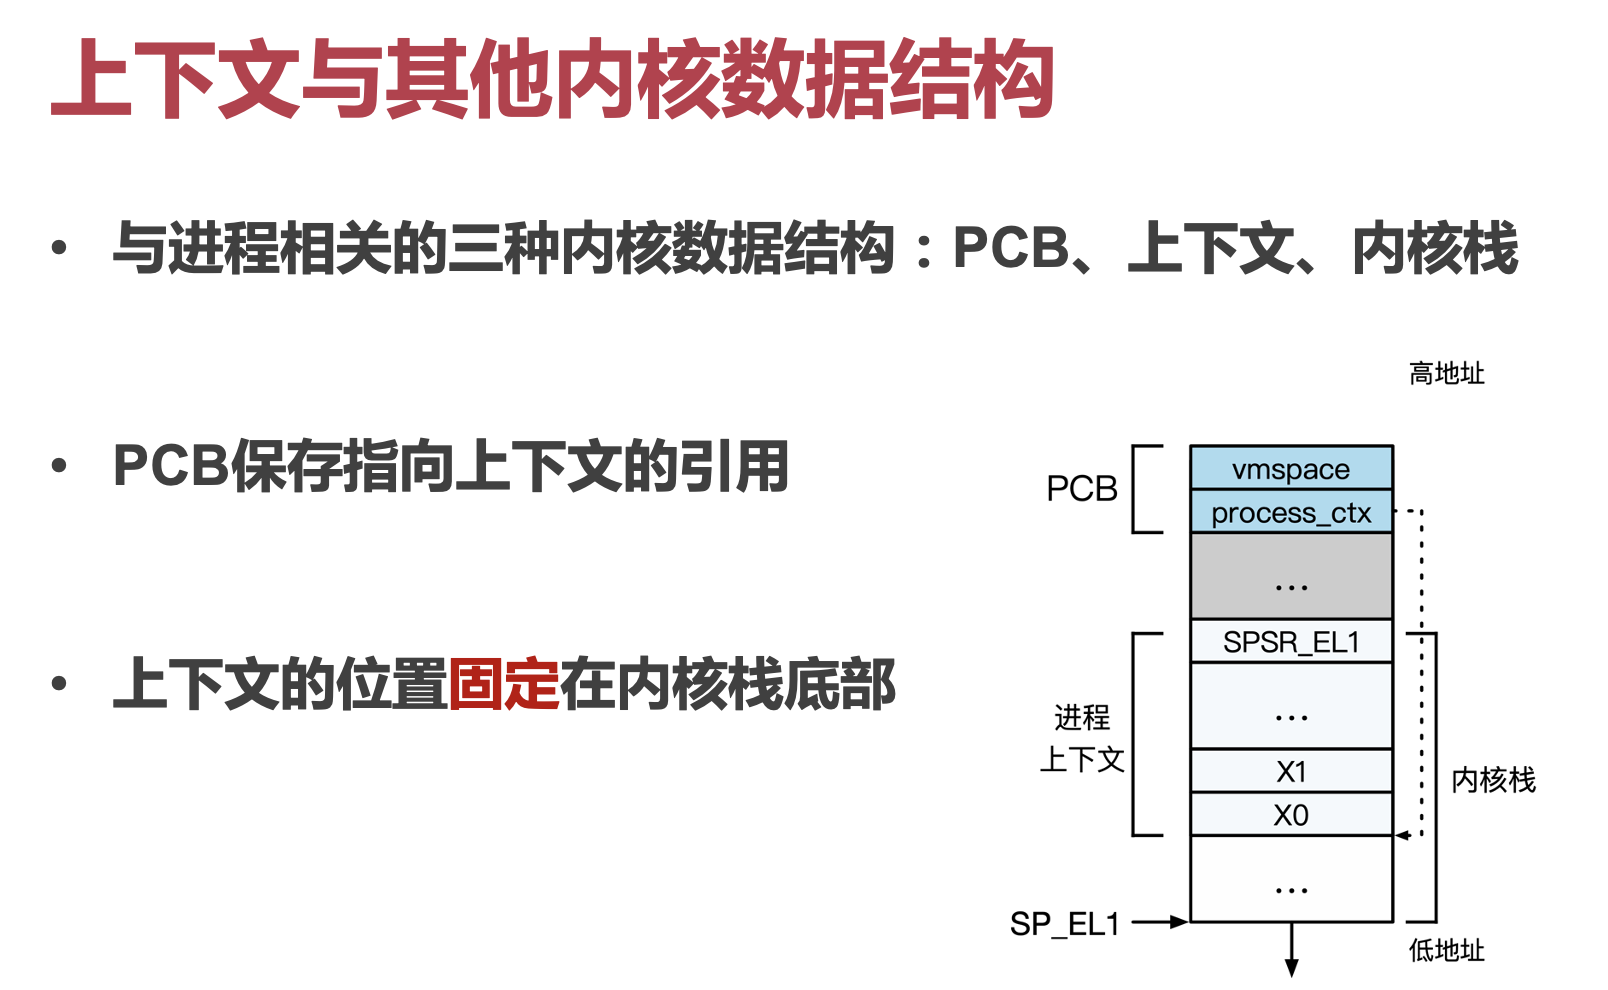 上下文与其他内核数据结构
• 与进程相关的三种内核数据结构：PCB、上下文、内核栈
• PCB保存指向上下文的引用
• 上下文的位置固定在内核栈底部
高地址
PCB
vmspace
process_ctx
...
SPSR_EL1
...
进程
上下文
X1
X0
内核栈
...
SP_EL1
低地址